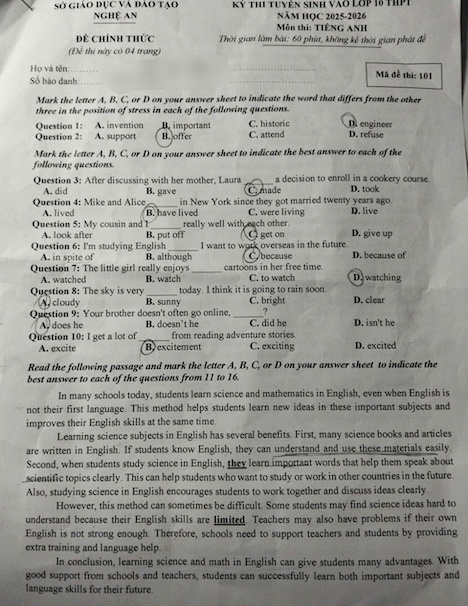 SỞ GIÁO DỤC VÀ ĐÀO TẠO
NGHỆ AN
KỲ THI TUYỂN SINH VÀO LỚP 10 THPT
NĂM HỌC 2025-2026
Môn thi: TIẾNG ANH
ĐỀ CHÍNH THỨC
Thời gian làm bài: 60 phút, không kể thời gian phát đề
(Đề thi này có 04 trang)
Họ và tên:
Số báo danh:
Mã đề thi: 101
Mark the letter A, B, C, or D on your answer sheet to indicate the word that differs from the other
three in the position of stress in each of the following questions.
Question 1: A. invention B. important C. historic D. engineer
Question 2: A. support B. offer C. attend D. refuse
Mark the letter A, B, C, or D on your answer sheet to indicate the best answer to each of the
following questions.
Question 3: After discussing with her mother, Laura ______ a decision to enroll in a cookery course.
A. did B. gave C. made D. took
Question 4: Mike and Alice ______ in New York since they got married twenty years ago.
A. lived B. have lived C. were living D. live
Question 5: My cousin and I ______ really well with each other.
A. look after B. put off C. get on D. give up
Question 6: I'm studying English ______ I want to work overseas in the future.
A. in spite of B. although C. because D. because of
Question 7: The little girl really enjoys ______ cartoons in her free time.
A. watched B. watch C. to watch D. watching
Question 8: The sky is very ______ today. I think it is going to rain soon.
A. cloudy B. sunny C. bright D. clear
Question 9: Your brother doesn't often go online, ______?
A. does he B. doesn't he C. did he D. isn't he
Question 10: I get a lot of ______ from reading adventure stories.
A. excite B. excitement C. exciting D. excited
Read the following passage and mark the letter A, B, C, or D on your answer sheet to indicate the
best answer to each of the questions from 11 to 16.
In many schools today, students learn science and mathematics in English, even when English is
not their first language. This method helps students learn new ideas in these important subjects and
improves their English skills at the same time.
Learning science subjects in English has several benefits. First, many science books and articles
are written in English. If students know English, they can understand and use these materials easily.
Second, when students study science in English, they learn important words that help them speak about
scientific topics clearly. This can help students who want to study or work in other countries in the future.
Also, studying science in English encourages students to work together and discuss ideas clearly.
However, this method can sometimes be difficult. Some students may find science ideas hard to
understand because their English skills are limited. Teachers may also have problems if their own
English is not strong enough. Therefore, schools need to support teachers and students by providing
extra training and language help.
In conclusion, learning science and math in English can give students many advantages. With
good support from schools and teachers, students can successfully learn both important subjects and
language skills for their future.